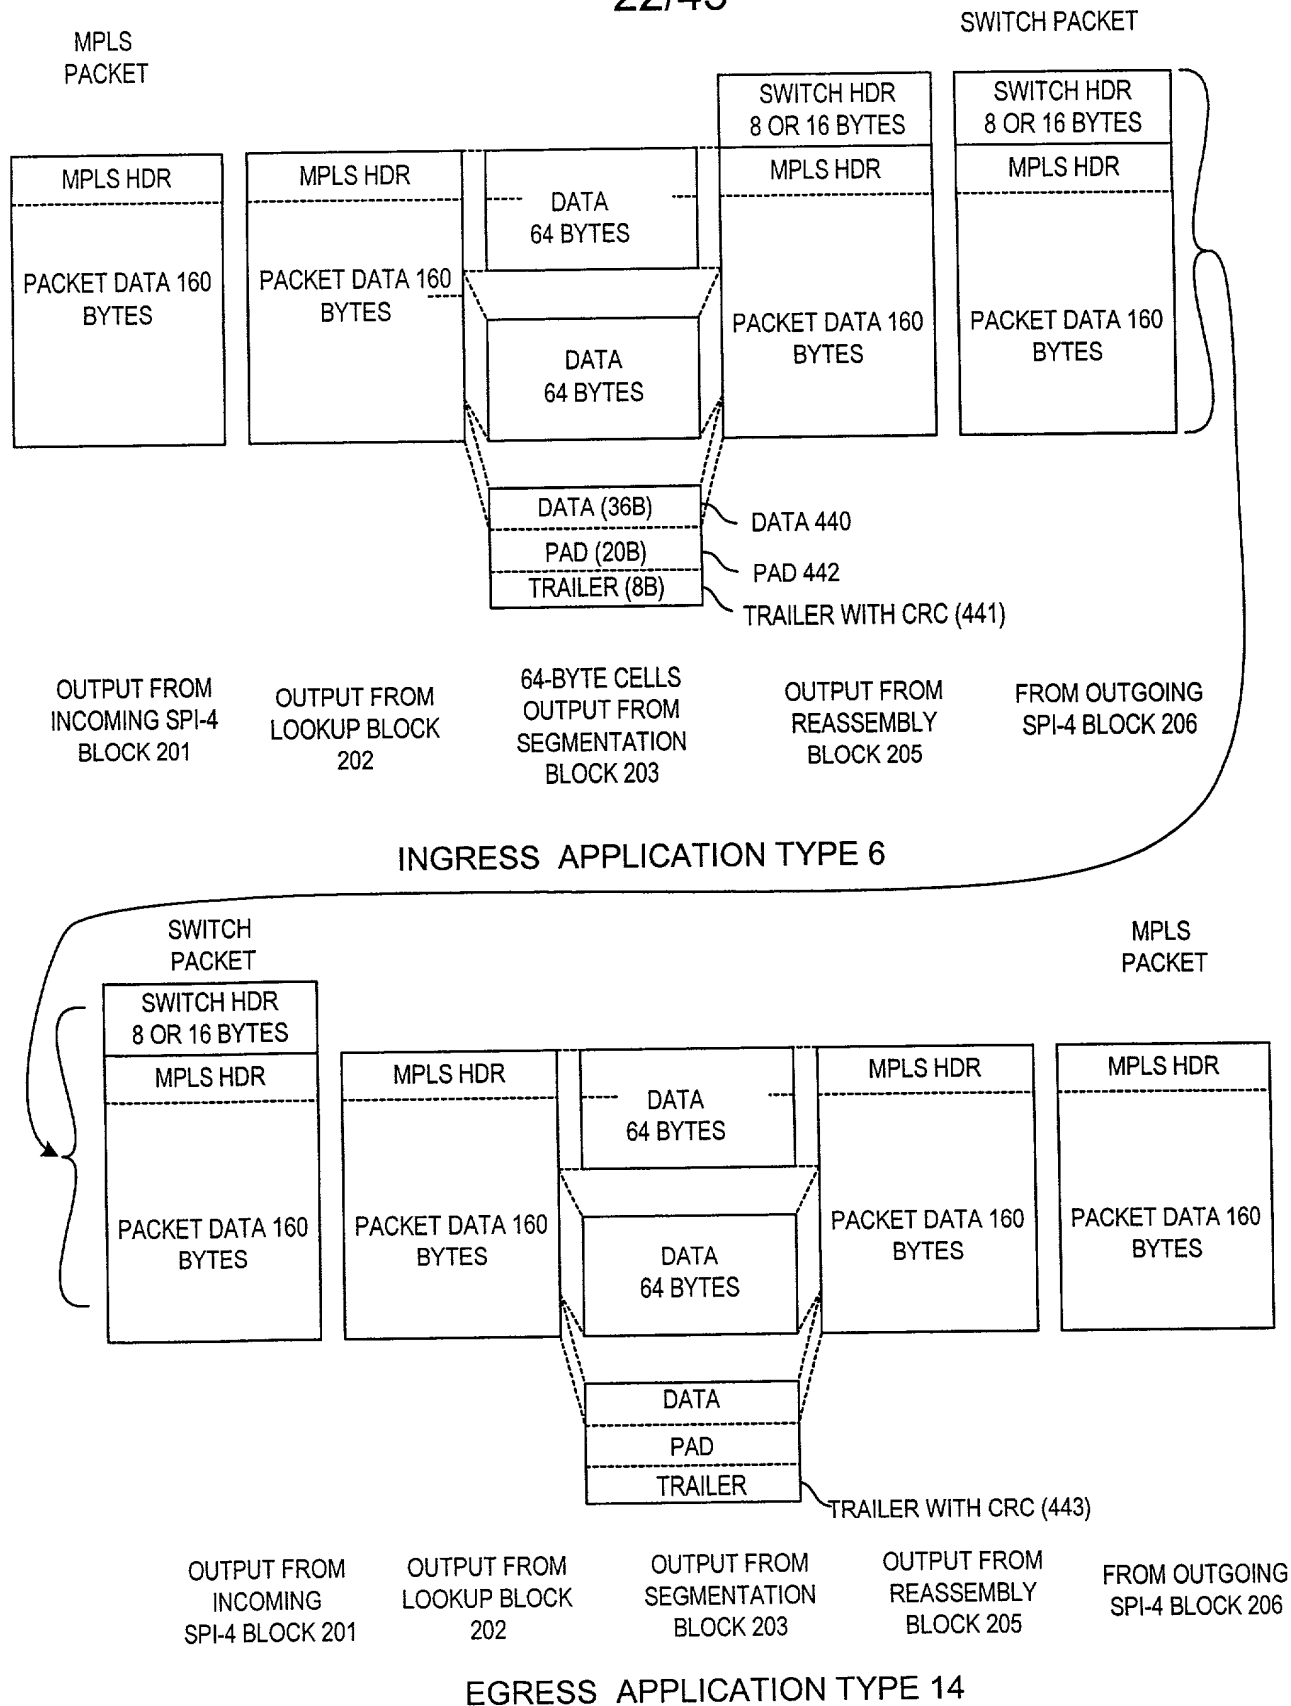 22/45
MPLS
PACKET
SWITCH PACKET
SWITCH HDR
8 OR 16 BYTES
SWITCH HDR
8 OR 16 BYTES
MPLS HDR
MPLS HDR
DATA
64 BYTES
MPLS HDR
MPLS HDR
PACKET DATA 160
BYTES
PACKET DATA 160
BYTES
DATA
64 BYTES
PACKET DATA 160
BYTES
PACKET DATA 160
BYTES
DATA (36B)
DATA 440
PAD (20B)
PAD 442
TRAILER (8B)
TRAILER WITH CRC (441)
OUTPUT FROM
INCOMING SPI-4
BLOCK 201
OUTPUT FROM
LOOKUP BLOCK
202
64-BYTE CELLS
OUTPUT FROM
SEGMENTATION
BLOCK 203
OUTPUT FROM
REASSEMBLY
BLOCK 205
FROM OUTGOING
SPI-4 BLOCK 206
INGRESS APPLICATION TYPE 6
SWITCH
PACKET
MPLS
PACKET
SWITCH HDR
8 OR 16 BYTES
MPLS HDR
MPLS HDR
DATA
64 BYTES
MPLS HDR
MPLS HDR
PACKET DATA 160
BYTES
PACKET DATA 160
BYTES
DATA
64 BYTES
PACKET DATA 160
BYTES
PACKET DATA 160
BYTES
DATA
PAD
TRAILER
TRAILER WITH CRC (443)
OUTPUT FROM
INCOMING
SPI-4 BLOCK 201
OUTPUT FROM
LOOKUP BLOCK
202
OUTPUT FROM
SEGMENTATION
BLOCK 203
OUTPUT FROM
REASSEMBLY
BLOCK 205
FROM OUTGOING
SPI-4 BLOCK 206
EGRESS APPLICATION TYPE 14